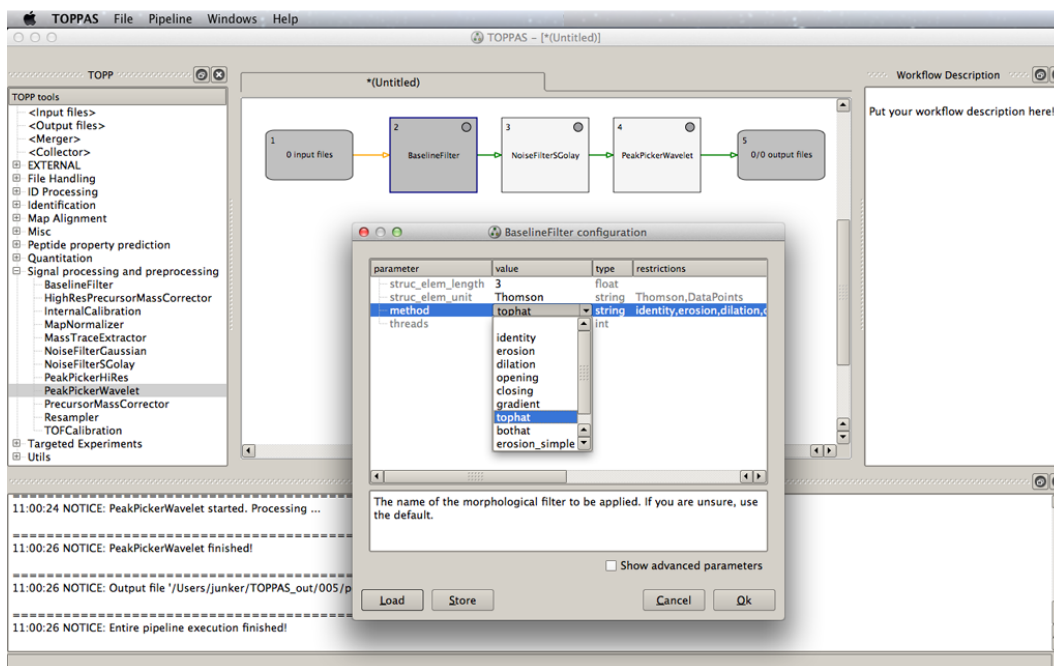 TOPPAS File Pipeline Windows Help
TOPPAS – [*(Untitled)]
TOPP
TOPP tools
<Input files>
<Output files>
<Merger>
<Collector>
EXTERNAL
File Handling
ID Processing
Identification
Map Alignment
Misc
Peptide property prediction
Quantitation
Signal processing and preprocessing
BaselineFilter
HighResPrecursorMassCorrector
InternalCalibration
MapNormalizer
MassTraceExtractor
NoiseFilterGaussian
NoiseFilterSGolay
PeakPickerHiRes
PeakPickerWavelet
PrecursorMassCorrector
Resampler
TOFCalibration
Targeted Experiments
Utils
*(Untitled)
1
0 input files
2
BaselineFilter
3
NoiseFilterSGolay
4
PeakPickerWavelet
5
0/0 output files
Workflow Description
Put your workflow description here!
BaselineFilter configuration
parameter value type restrictions
struc_elem_length 3 float
struc_elem_unit Thomson string Thomson,DataPoints
method tophat string identity,erosion,dilation,
threads int
identity
erosion
dilation
opening
closing
gradient
tophat
bothat
erosion_simple
The name of the morphological filter to be applied. If you are unsure, use
the default.
Show advanced parameters
Load Store Cancel Ok
11:00:24 NOTICE: PeakPickerWavelet started. Processing ...
==================================
11:00:26 NOTICE: PeakPickerWavelet finished!
==================================
11:00:26 NOTICE: Output file '/Users/junker/TOPPAS_out/005/p
==================================
11:00:26 NOTICE: Entire pipeline execution finished!